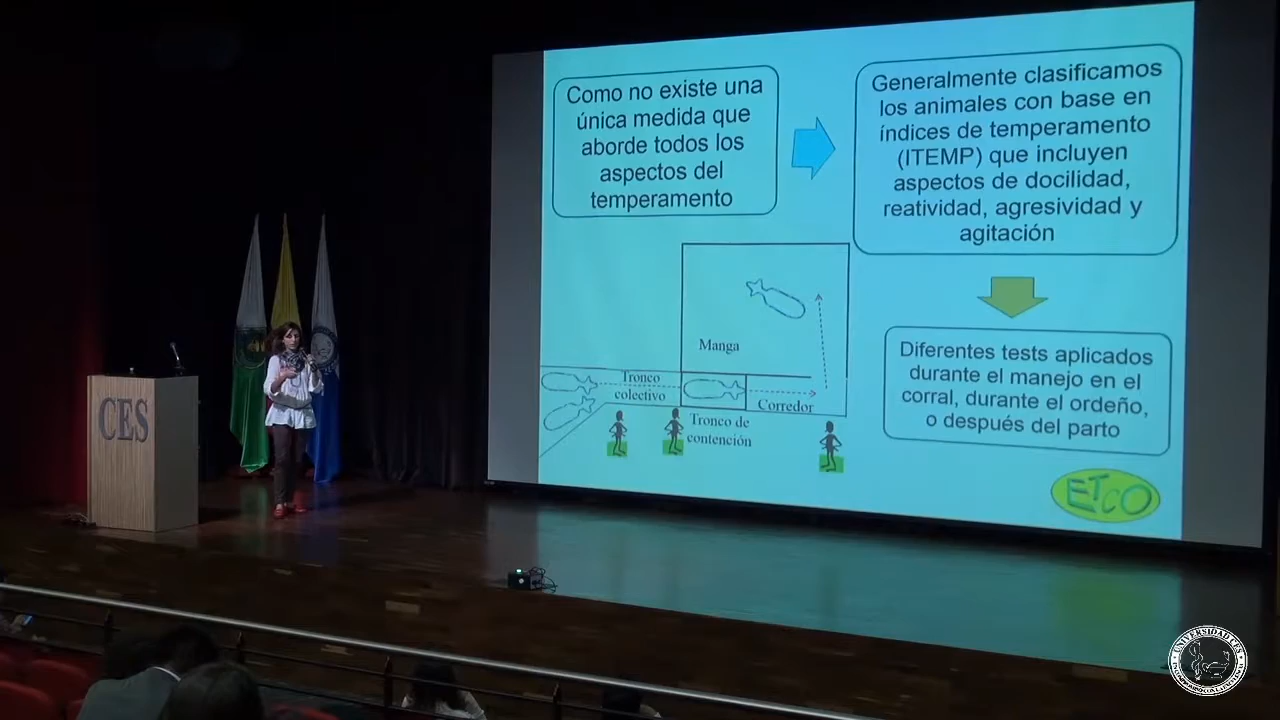 Como no existe una
única medida que
aborde todos los
aspectos del
temperamento
Generalmente clasificamos
los animales con base en
índices de temperamento
(ITEMP) que incluyen
aspectos de docilidad,
reatividad, agresividad y
agitación
Diferentes tests aplicados
durante el manejo en el
corral, durante el ordeño,
o después del parto
Manga
Tronco
colectivo
Corredor
Tronco de
contención
ETCO
CES
UNIVERSIDAD CES